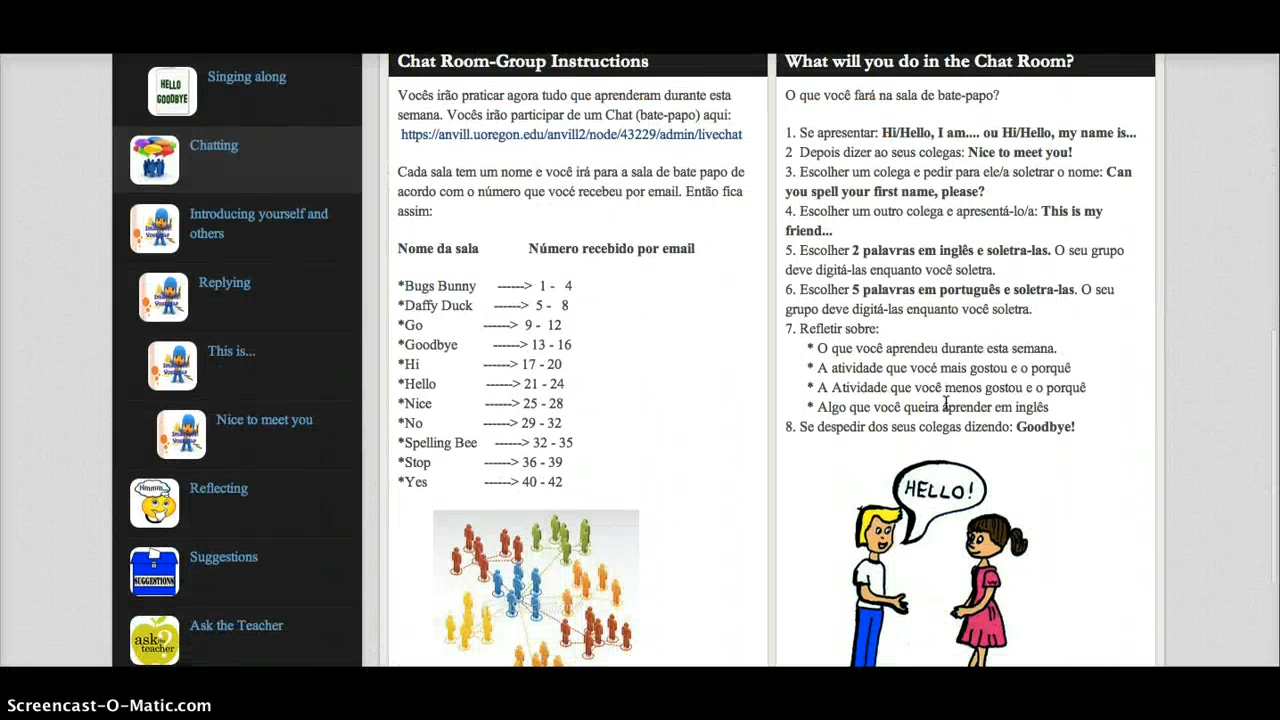 Singing along
HELLO
GOODBYE
Chatting
Introducing yourself and
others
Replying
This is...
Nice to meet you
Hmmm..
Reflecting
Suggestions
SUGGESTIONS
Ask the Teacher
ask the
teacher
?
Chat Room-Group Instructions
Vocês irão praticar agora tudo que aprenderam durante esta
semana. Vocês irão participar de um Chat (bate-papo) aqui:
https://anvill.uoregon.edu/anvill2/node/43229/admin/livechat
Cada sala tem um nome e você irá para a sala de bate papo de
acordo com o número que vocé recebeu por email. Então fica
assim:
Nome da sala Número recebido por email
*Bugs Bunny -----> 1 - 4
*Daffy Duck -----> 5 - 8
*Go -----> 9 - 12
*Goodbye -----> 13 - 16
*Hi -----> 17 - 20
*Hello -----> 21 - 24
*Nice -----> 25 - 28
*No -----> 29 - 32
*Spelling Bee -----> 32 - 35
*Stop -----> 36 - 39
*Yes -----> 40 - 42
What will you do in the Chat Room?
O que você fará na sala de bate-papo?
1. Se apresentar: Hi/Hello, I am.... ou Hi/Hello, my name is...
2 Depois dizer ao seus colegas: Nice to meet you!
3. Escolher um colega e pedir para ele/a soletrar o nome: Can
you spell your first name, please?
4. Escolher um outro colega e apresentá-lo/a: This is my
friend...
5. Escolher 2 palavras em inglês e soletra-las. O seu grupo
deve digitá-las enquanto você soletra.
6. Escolher 5 palavras em português e soletra-las. O seu
grupo deve digitá-las enquanto você soletra.
7. Refletir sobre:
* O que você aprendeu durante esta semana.
* A atividade que vocé mais gostou e o porquê
* A Atividade que você menos gostou e o porquê
* Algo que você queira aprender em inglês
8. Se despedir dos seus colegas dizendo: Goodbye!
HELLO!
Screencast-O-Matic.com